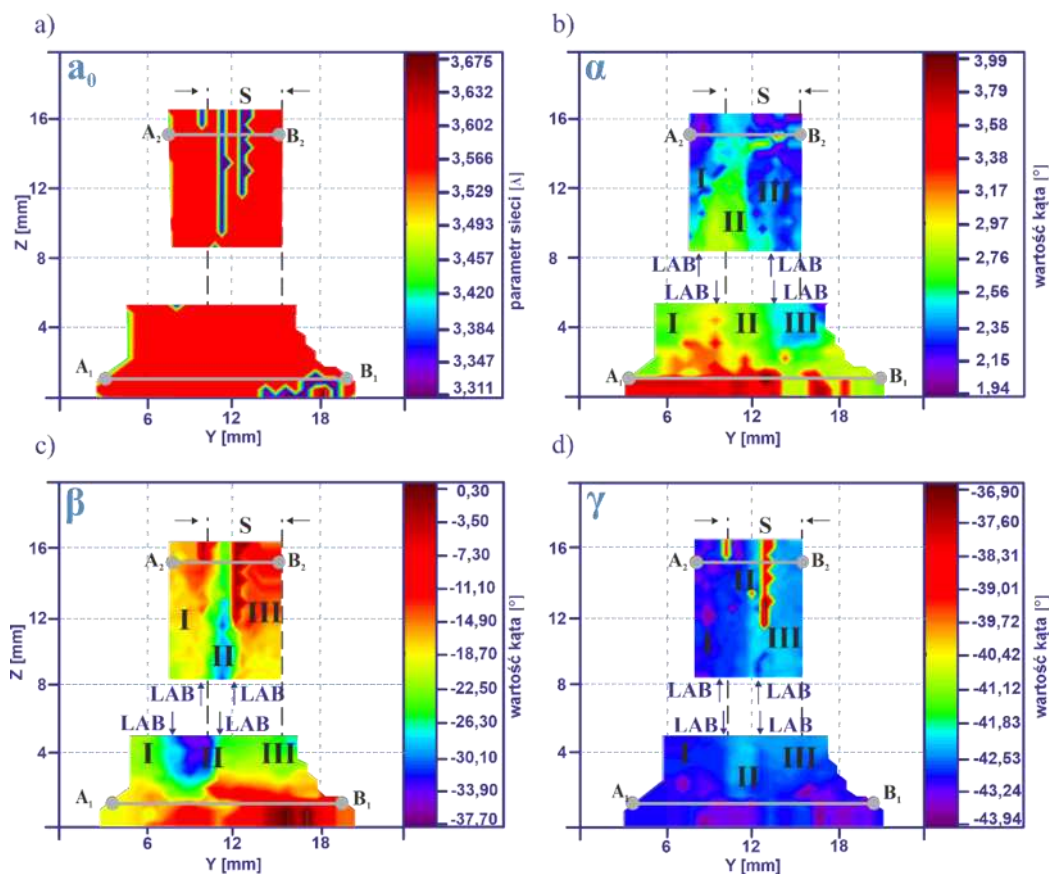 a)
a₀
S
A₂
B₂
A₁
B₁
16
12
8
4
Z [mm]
6
12
18
Y [mm]
3,675
3,638
3,602
3,566
3,529
3,493
3,457
3,420
3,384
3,347
3,311
parametr sieci [Å]
b)
α
S
A₂
B₂
I
II
III
LAB
LAB
LAB
LAB
I
II
III
A₁
B₁
16
12
8
4
6
12
18
Y [mm]
3,99
3,79
3,58
3,38
3,17
2,97
2,76
2,56
2,35
2,15
1,94
wartość kąta [°]
c)
β
S
A₂
B₂
I
II
III
LAB
LAB
LAB
LAB
I
II
III
A₁
B₁
16
12
8
4
Z [mm]
6
12
18
Y [mm]
0,30
-3,50
-7,30
-11,10
-14,90
-18,70
-22,50
-26,30
-30,10
-33,90
-37,70
wartość kąta [°]
d)
γ
S
A₂
B₂
I
II
III
LAB
LAB
LAB
LAB
I
II
III
A₁
B₁
16
12
8
4
6
12
18
Y [mm]
-36,90
-37,60
-38,31
-39,01
-39,72
-40,42
-41,12
-41,83
-42,53
-43,24
-43,94
wartość kąta [°]